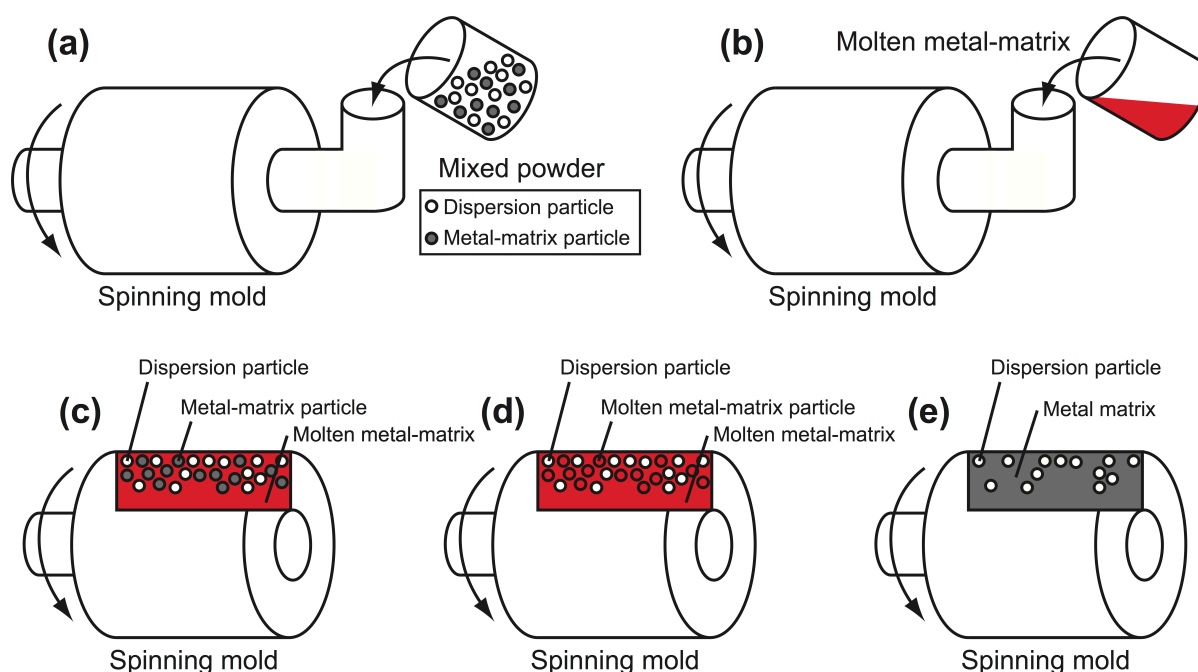 (a)
Mixed powder
Dispersion particle
Metal-matrix particle
Spinning mold
(b)
Molten metal-matrix
Spinning mold
(c)
Dispersion particle
Metal-matrix particle
Molten metal-matrix
Spinning mold
(d)
Dispersion particle
Molten metal-matrix particle
Molten metal-matrix
Spinning mold
(e)
Dispersion particle
Metal matrix
Spinning mold